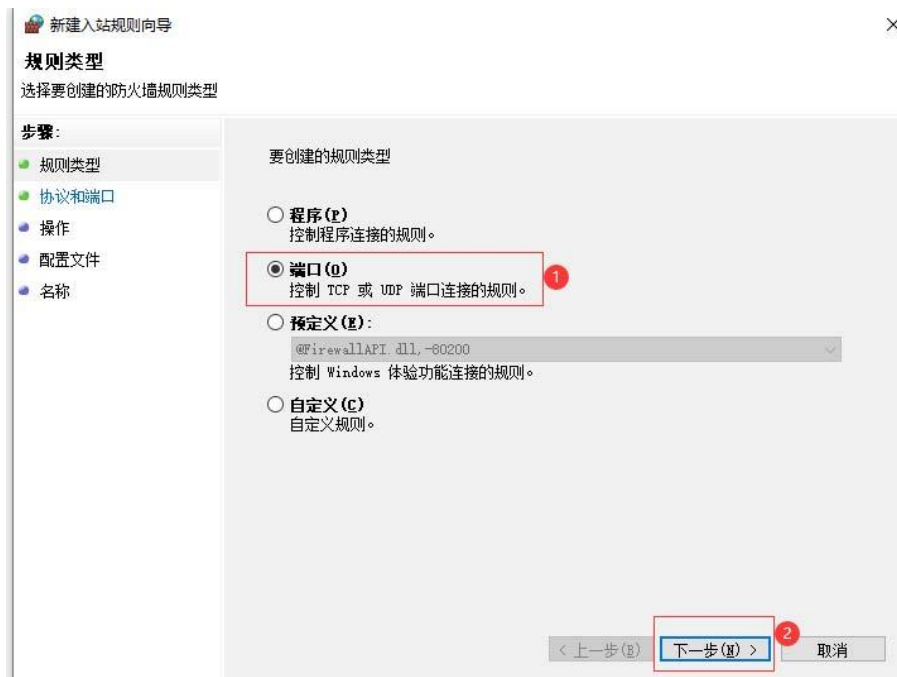 新建入站规则向导
规则类型
选择要创建的防火墙规则类型
步骤:
规则类型
协议和端口
操作
配置文件
名称
要创建的规则类型
程序(P)
控制程序连接的规则。
端口(O)
控制 TCP 或 UDP 端口连接的规则。
1
预定义(E):
@FirewallAPI.dll,-80200
控制 Windows 体验功能连接的规则。
自定义(C)
自定义规则。
< 上一步(B)
下一步(N) >
2
取消